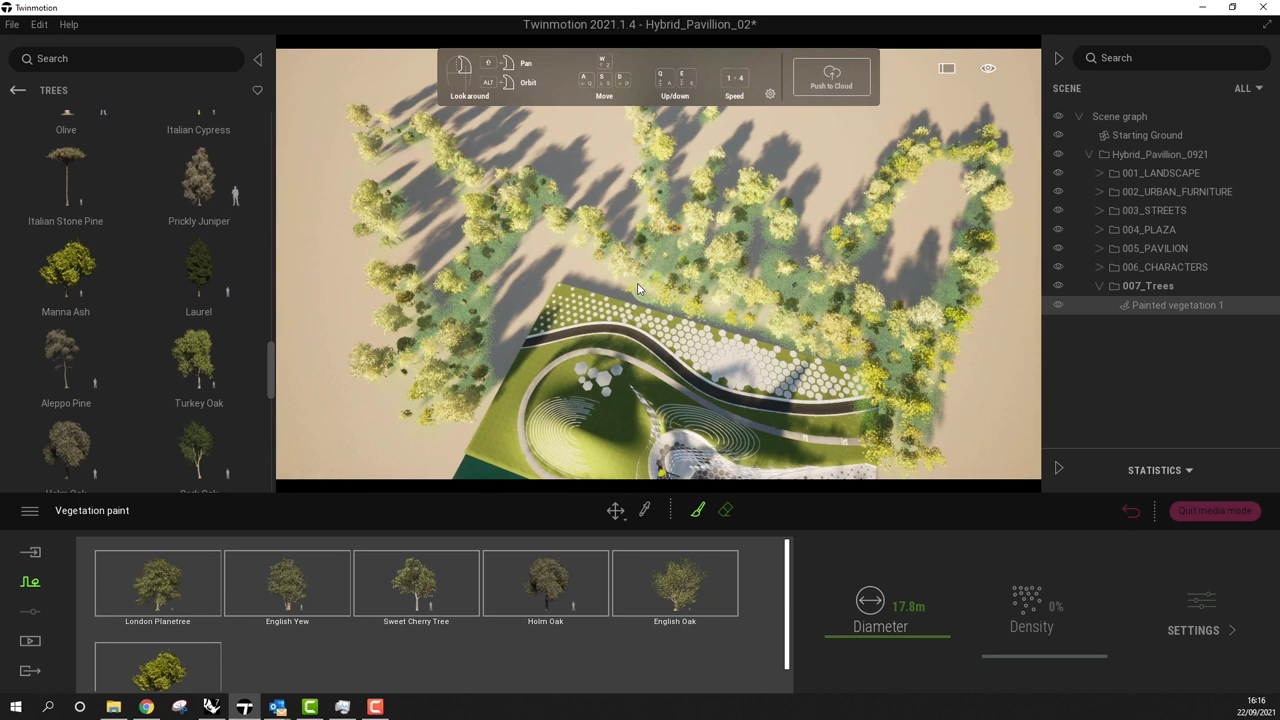 Twinmotion
File Edit Help
Twinmotion 2021.1.4 - Hybrid_Pavillion_02*
Search
TREES
Olive
Italian Cypress
Italian Stone Pine
Prickly Juniper
Manna Ash
Laurel
Aleppo Pine
Turkey Oak
Look around
Pan
ALT
Orbit
W
Z
A
Q
S
S
D
D
Move
Q
A
E
E
Up/down
1 - 4
Speed
Push to Cloud
Search
SCENE
ALL
Scene graph
Starting Ground
Hybrid_Pavillion_0921
001_LANDSCAPE
002_URBAN_FURNITURE
003_STREETS
004_PLAZA
005_PAVILION
006_CHARACTERS
007_Trees
Painted vegetation 1
STATISTICS
Vegetation paint
Quit media mode
London Planetree
English Yew
Sweet Cherry Tree
Holm Oak
English Oak
17.8m
Diameter
0%
Density
SETTINGS
16:16
22/09/2021